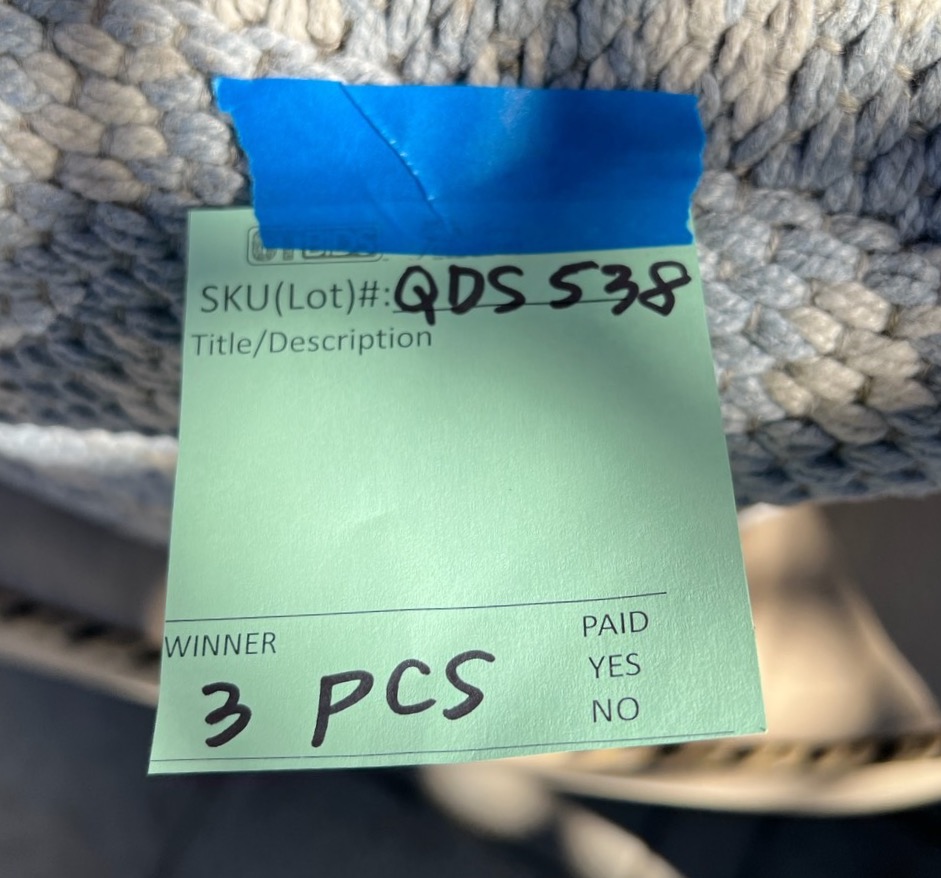 SKU(Lot)#: QDS 538
Title/Description
WINNER
3 PCS
PAID
YES
NO